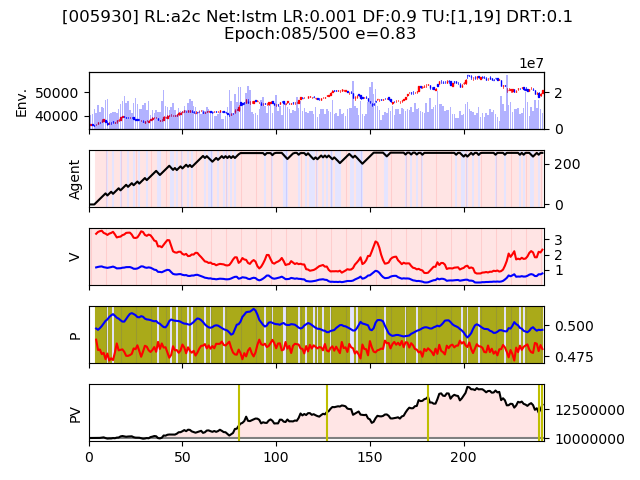 [005930] RL:a2c Net:lstm LR:0.001 DF:0.9 TU:[1,19] DRT:0.1
Epoch:085/500 e=0.83
1e7
Env.
50000
40000
2
0
Agent
200
0
V
3
2
1
P
0.500
0.475
PV
12500000
10000000
0
50
100
150
200